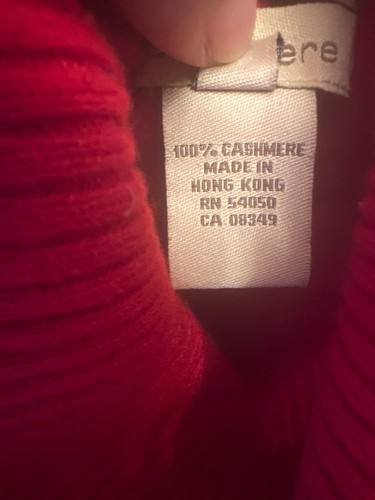 ere
100% CASHMERE
MADE IN
HONG KONG
RN 54050
CA 08349